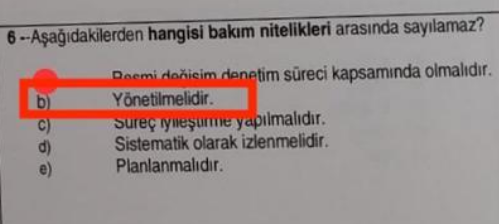 6 --Aşağıdakilerden hangisi bakım nitelikleri arasında sayılamaz?
Resmi değişim denetim süreci kapsamında olmalıdır.
b) Yönetilmelidir.
c) Süreç iyileştirme yapılmalıdır.
d) Sistematik olarak izlenmelidir.
e) Planlanmalıdır.